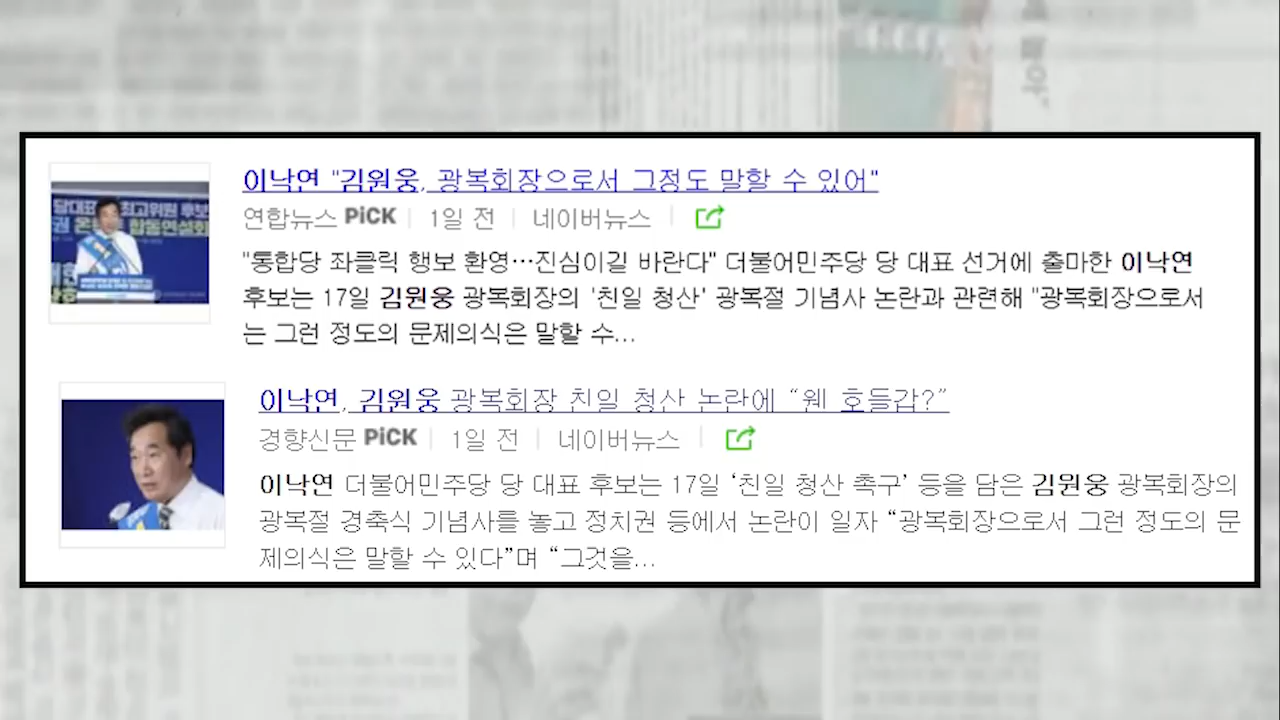 이낙연 "김원웅, 광복회장으로서 그정도 말할 수 있어"
연합뉴스 PiCK 1일 전 네이버뉴스
"통합당 좌클릭 행보 환영…진심이길 바란다" 더불어민주당 당 대표 선거에 출마한 이낙연
후보는 17일 김원웅 광복회장의 '친일 청산' 광복절 기념사 논란과 관련해 "광복회장으로서
는 그런 정도의 문제의식은 말할 수...
이낙연, 김원웅 광복회장 친일 청산 논란에 “웬 호들갑?”
경향신문 PiCK 1일 전 네이버뉴스
이낙연 더불어민주당 당 대표 후보는 17일 ‘친일 청산 촉구’ 등을 담은 김원웅 광복회장의
광복절 경축식 기념사를 놓고 정치권 등에서 논란이 일자 “광복회장으로서 그런 정도의 문
제의식은 말할 수 있다”며 “그것을...